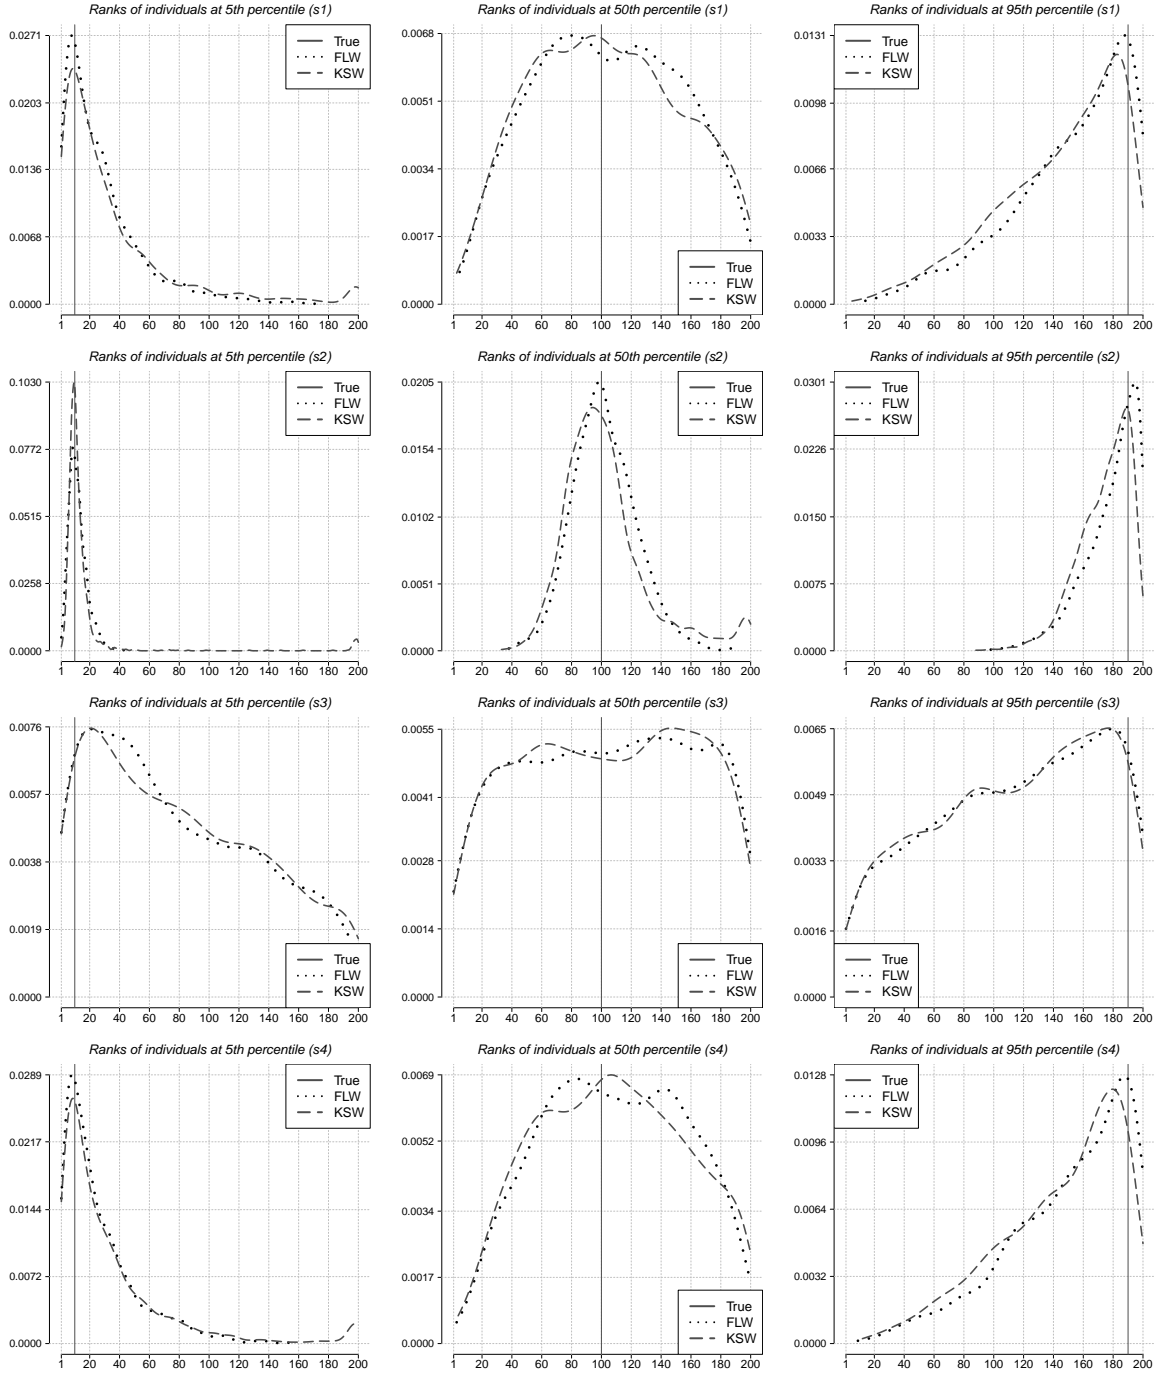 Ranks of individuals at 5th percentile (s1)
0.0271
0.0203
0.0136
0.0068
0.0000
1 20 40 60 80 100 120 140 160 180 200
True
FLW
KSW
Ranks of individuals at 50th percentile (s1)
0.0068
0.0051
0.0034
0.0017
0.0000
1 20 40 60 80 100 120 140 160 180 200
True
FLW
KSW
Ranks of individuals at 95th percentile (s1)
0.0131
0.0098
0.0066
0.0033
0.0000
1 20 40 60 80 100 120 140 160 180 200
True
FLW
KSW
Ranks of individuals at 5th percentile (s2)
0.1030
0.0772
0.0515
0.0258
0.0000
1 20 40 60 80 100 120 140 160 180 200
True
FLW
KSW
Ranks of individuals at 50th percentile (s2)
0.0205
0.0154
0.0102
0.0051
0.0000
1 20 40 60 80 100 120 140 160 180 200
True
FLW
KSW
Ranks of individuals at 95th percentile (s2)
0.0301
0.0226
0.0150
0.0075
0.0000
1 20 40 60 80 100 120 140 160 180 200
True
FLW
KSW
Ranks of individuals at 5th percentile (s3)
0.0076
0.0057
0.0038
0.0019
0.0000
1 20 40 60 80 100 120 140 160 180 200
True
FLW
KSW
Ranks of individuals at 50th percentile (s3)
0.0055
0.0041
0.0028
0.0014
0.0000
1 20 40 60 80 100 120 140 160 180 200
True
FLW
KSW
Ranks of individuals at 95th percentile (s3)
0.0065
0.0049
0.0033
0.0016
0.0000
1 20 40 60 80 100 120 140 160 180 200
True
FLW
KSW
Ranks of individuals at 5th percentile (s4)
0.0289
0.0217
0.0144
0.0072
0.0000
1 20 40 60 80 100 120 140 160 180 200
True
FLW
KSW
Ranks of individuals at 50th percentile (s4)
0.0069
0.0052
0.0034
0.0017
0.0000
1 20 40 60 80 100 120 140 160 180 200
True
FLW
KSW
Ranks of individuals at 95th percentile (s4)
0.0128
0.0096
0.0064
0.0032
0.0000
1 20 40 60 80 100 120 140 160 180 200
True
FLW
KSW